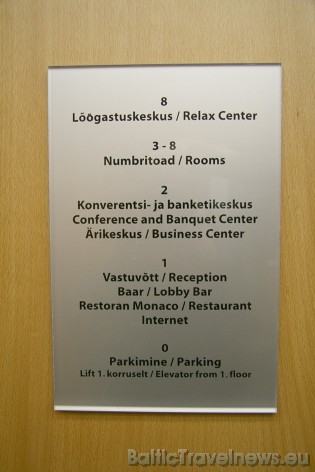 8
Lõõgastuskeskus / Relax Center
3 - 8
Numbritoad / Rooms
2
Konverentsi- ja banketikeskus
Conference and Banquet Center
Ärikeskus / Business Center
1
Vastuvõtt / Reception
Baar / Lobby Bar
Restoran Monaco / Restaurant
Internet
0
Parkimine / Parking
Lift 1. korruselt / Elevator from 1. floor
BalticTravelnews.eu